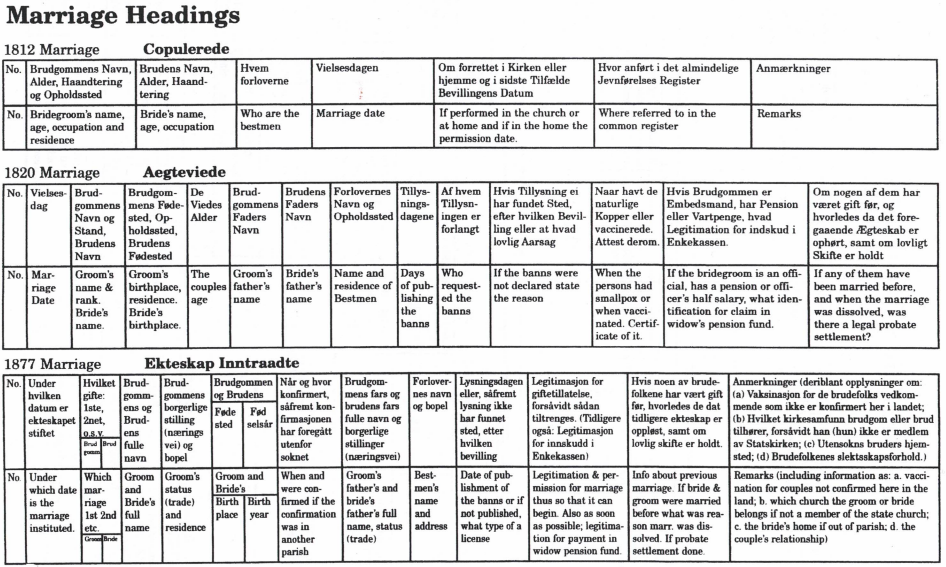 Marriage Headings
1812 Marriage Copulerede
No.
Brudgommens Navn,
Alder, Haandtering
og Opholdssted
Brudens Navn,
Alder, Haand-
tering
Hvem
forloverne
Vielsesdagen
Om forrettet i Kirken eller
hjemme og i sidste Tilfælde
Bevillingens Datum
Hvor anført i det almindelige
Jevnførelses Register
Anmærkninger
No.
Bridegroom's name,
age, occupation and
residence
Bride's name,
age, occupation
Who are the
bestmen
Marriage date
If performed in the church or
at home and if in the home the
permission date.
Where referred to in the
common register
Remarks
1820 Marriage Aegteviede
No.
Vielses-
dag
Brud-
gommens
Navn og
Stand,
Brudens
Navn
Brudgom-
mens Føde-
sted, Op-
holdssted,
Brudens
Fødested
De
Viedes
Alder
Brud-
gommens
Faders
Navn
Brudens
Faders
Navn
Forlovernes
Navn og
Opholdssted
Tillys-
nings-
dagene
Af hvem
Tillysn-
ingen er
forlangt
Hvis Tillysning ei
har fundet Sted,
efter hvilken Bevil-
ling eller at hvad
lovlig Aarsag
Naar havt de
naturlige
Kopper eller
vaccinerede.
Attest derom.
Hvis Brudgommen er
Embedsmand, har Pension
eller Vartpenge, hvad
Legitimation for indskud i
Enkekassen.
Om nogen af dem har
været gift før, og
hvorledes da det fore-
gaaende Ægteskab er
ophørt, samt om lovligt
Skifte er holdt
No.
Mar-
riage
Date
Groom's
name &
rank.
Bride's
name.
Groom's
birthplace,
residence.
Bride's
birthplace.
The
couples
age
Groom's
father's
name
Bride's
father's
name
Name and
residence of
Bestmen
Days
of pub-
lishing
the
banns
Who
request-
ed the
banns
If the banns were
not declared state
the reason
When the
persons had
smallpox or
when vacci-
nated. Certif-
icate of it.
If the bridegroom is an offi-
cial, has a pension or offi-
cer's half salary, what iden-
tification for claim in
widow's pension fund.
If any of them have
been married before,
and when the marriage
was dissolved, was
there a legal probate
settlement?
1877 Marriage Ekteskap Inntraadte
No.
Under
hvilken
datum er
ekteskapet
stiftet
Hvilket
gifte:
1ste,
2net,
o.s.v.
Brud
gom
Brud
Brud-
gomm-
ens og
Brud-
ens
fulle
navn
Brud-
gommens
borgerlige
stilling
(nærings
vei) og
bopel
Brudgommen
og Brudens
Føde
sted
Fød
selsår
Når og hvor
konfirmert,
såfremt kon-
firmasjonen
har foregått
utenfor
soknet
Brudgom-
mens fars og
brudens fars
fulle navn og
borgerlige
stillinger
(næringsvei)
Forlover-
nes navn
og bopel
Lysningsdagen
eller, såfremt
lysning ikke
har funnet
sted, etter
hvilken
bevilling
Legitimasjon for
giftetillatelse,
forsåvidt sådan
tiltrenges. (Tidligere
også: Legitimasjon
for innskudd i
Enkekassen)
Hvis noen av brude-
folkene har vært gift
før, hvorledes de dat
tidligere ekteskap er
oppløst, samt om
lovlig skifte er holdt.
Anmerkninger (deriblant opplysninger om:
(a) Vaksinasjon for de brudefolks vedkom-
mende som ikke er konfirmert her i landet;
(b) Hvilket kirkesamfunn brudgom eller brud
tilhører, forsåvidt han (hun) ikke er medlem
av Statskirken; (c) Utensokns bruders hjem-
sted; (d) Brudefolkenes slektsskapsforhold.)
No
Under
which date
is the
marriage
instituted.
Which
mar-
riage
1st 2nd
etc.
Groom
Bride
Groom
and
Bride's
full
name
Groom's
status
(trade)
and
residence
Groom and
Bride's
Birth
place
Birth
year
When and
were con-
firmed if the
confirmation
was in
another
parish
Groom's
father's and
bride's
father's full
name, status
(trade)
Best-
men's
name
and
address
Date of pub-
lishment of
the banns or if
not published,
what type of a
license
Legitimation & per-
mission for marriage
thus so that it can
begin. Also as soon
as possible; legitima-
tion for payment in
widow pension fund.
Info about previous
marriage. If bride &
groom were married
before what was rea-
son marr. was dis-
solved. If probate
settlement done.
Remarks (including information as: a. vacci-
nation for couples not confirmed here in the
land; b. which church the groom or bride
belongs if not a member of the state church;
c. the bride's home if out of parish; d. the
couple's relationship)